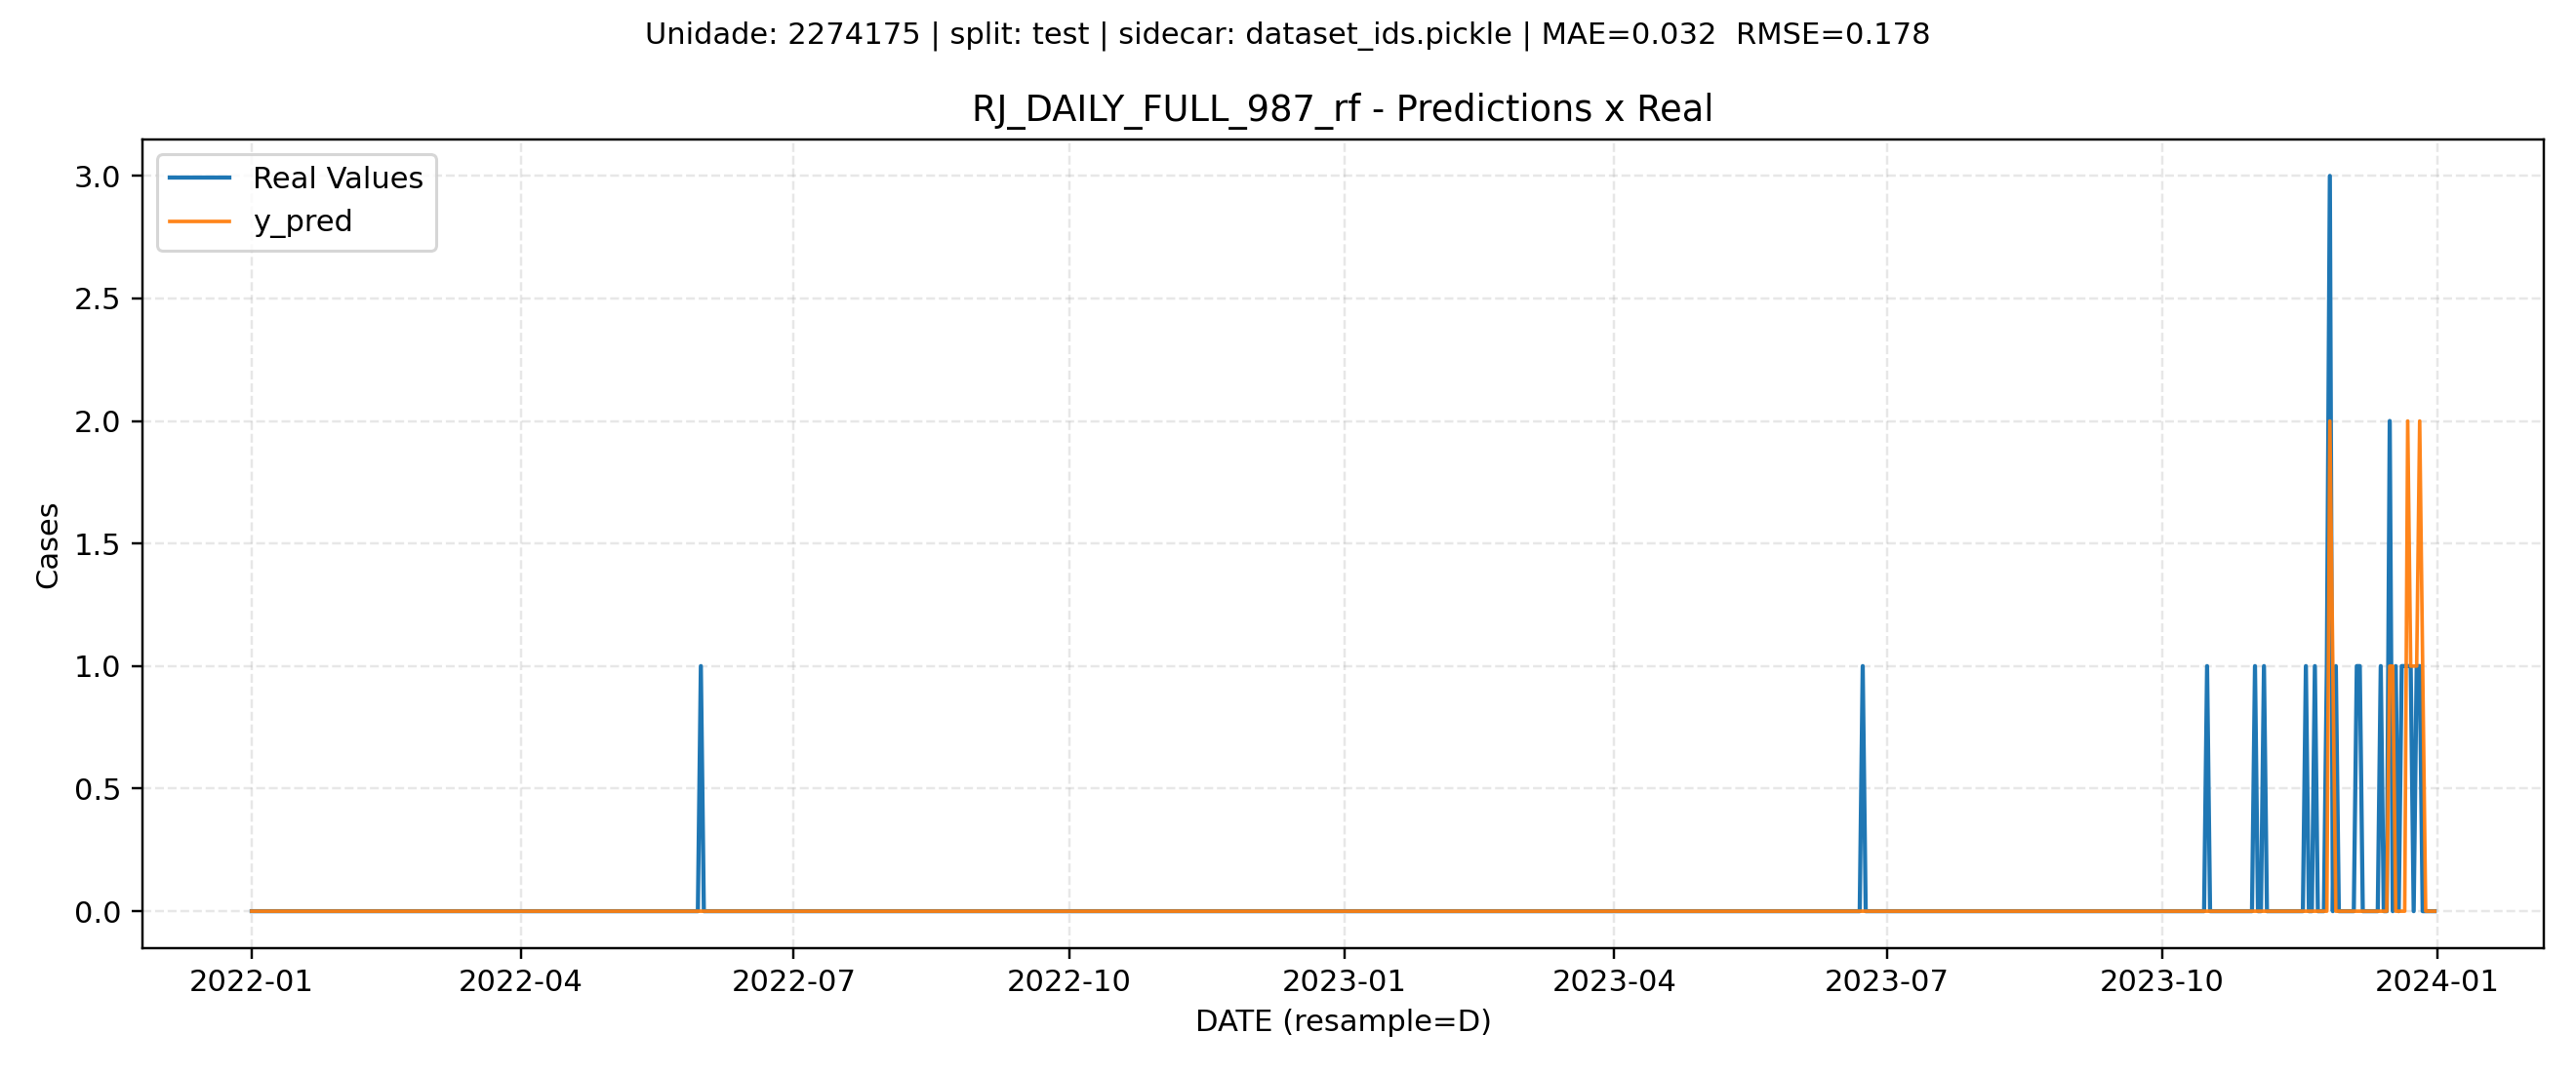 Unidade: 2274175 | split: test | sidecar: dataset_ids.pickle | MAE=0.032  RMSE=0.178
RJ_DAILY_FULL_987_rf - Predictions x Real
Real Values
y_pred
Cases
3.0
2.5
2.0
1.5
1.0
0.5
0.0
2022-01 2022-04 2022-07 2022-10 2023-01 2023-04 2023-07 2023-10 2024-01
DATE (resample=D)